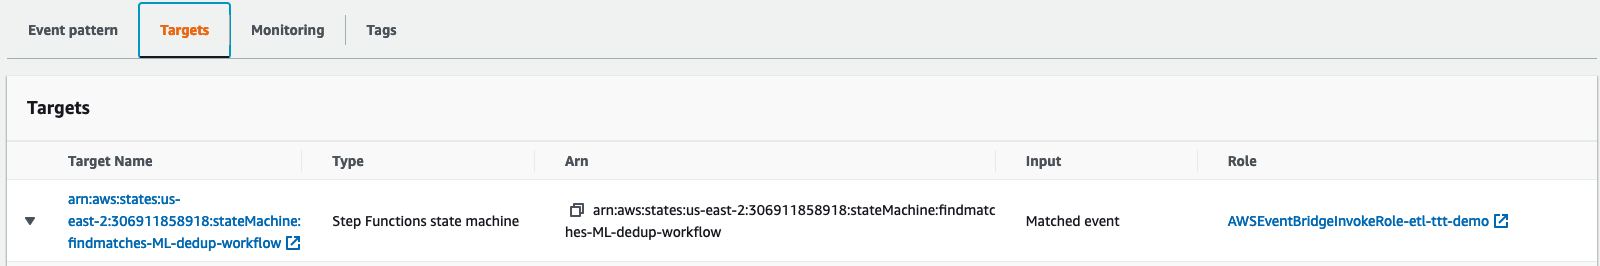 Event pattern Targets Monitoring Tags
Targets
Target Name Type Arn Input Role
arn:aws:states:us-
east-2:306911858918:stateMachine:
findmatches-ML-dedup-workflow
Step Functions state machine
arn:aws:states:us-east-2:306911858918:stateMachine:findmatc
hes-ML-dedup-workflow
Matched event
AWSEventBridgeInvokeRole-etl-ttt-demo